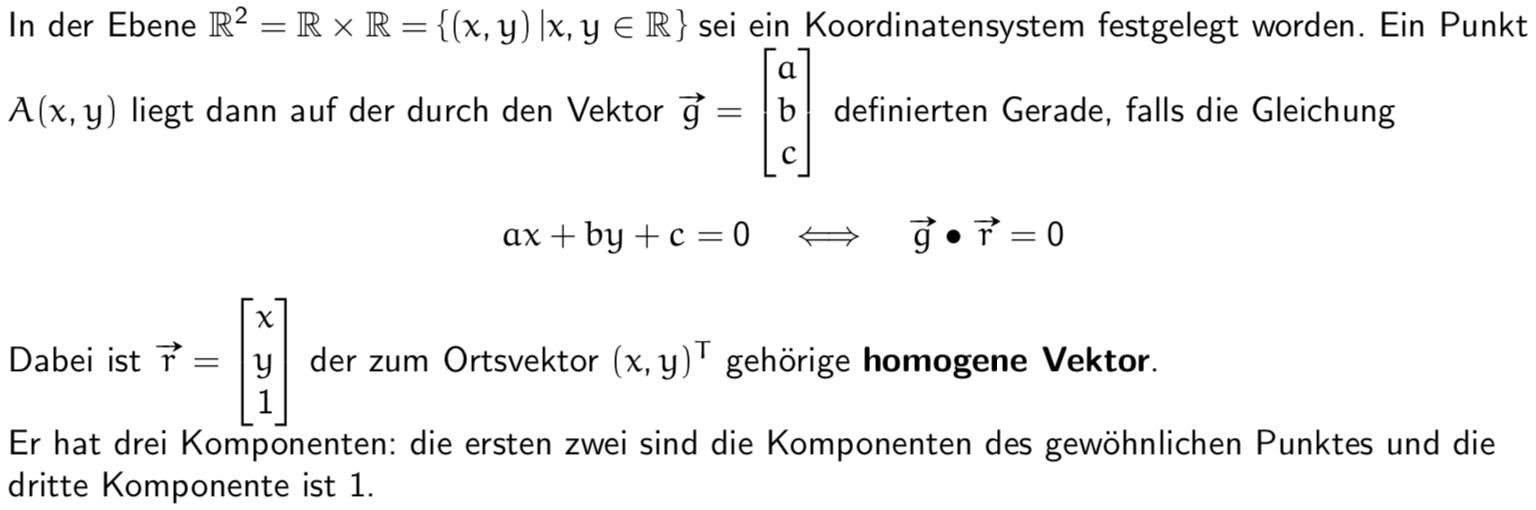 In der Ebene ℝ² = ℝ × ℝ = {(x, y) |x, y ∈ ℝ} sei ein Koordinatensystem festgelegt worden. Ein Punkt
A(x, y) liegt dann auf der durch den Vektor g⃗ = [a b c] definierten Gerade, falls die Gleichung
ax + by + c = 0 ⟺ g⃗ • r⃗ = 0
Dabei ist r⃗ = [x y 1] der zum Ortsvektor (x, y)ᵀ gehörige homogene Vektor.
Er hat drei Komponenten: die ersten zwei sind die Komponenten des gewöhnlichen Punktes und die
dritte Komponente ist 1.